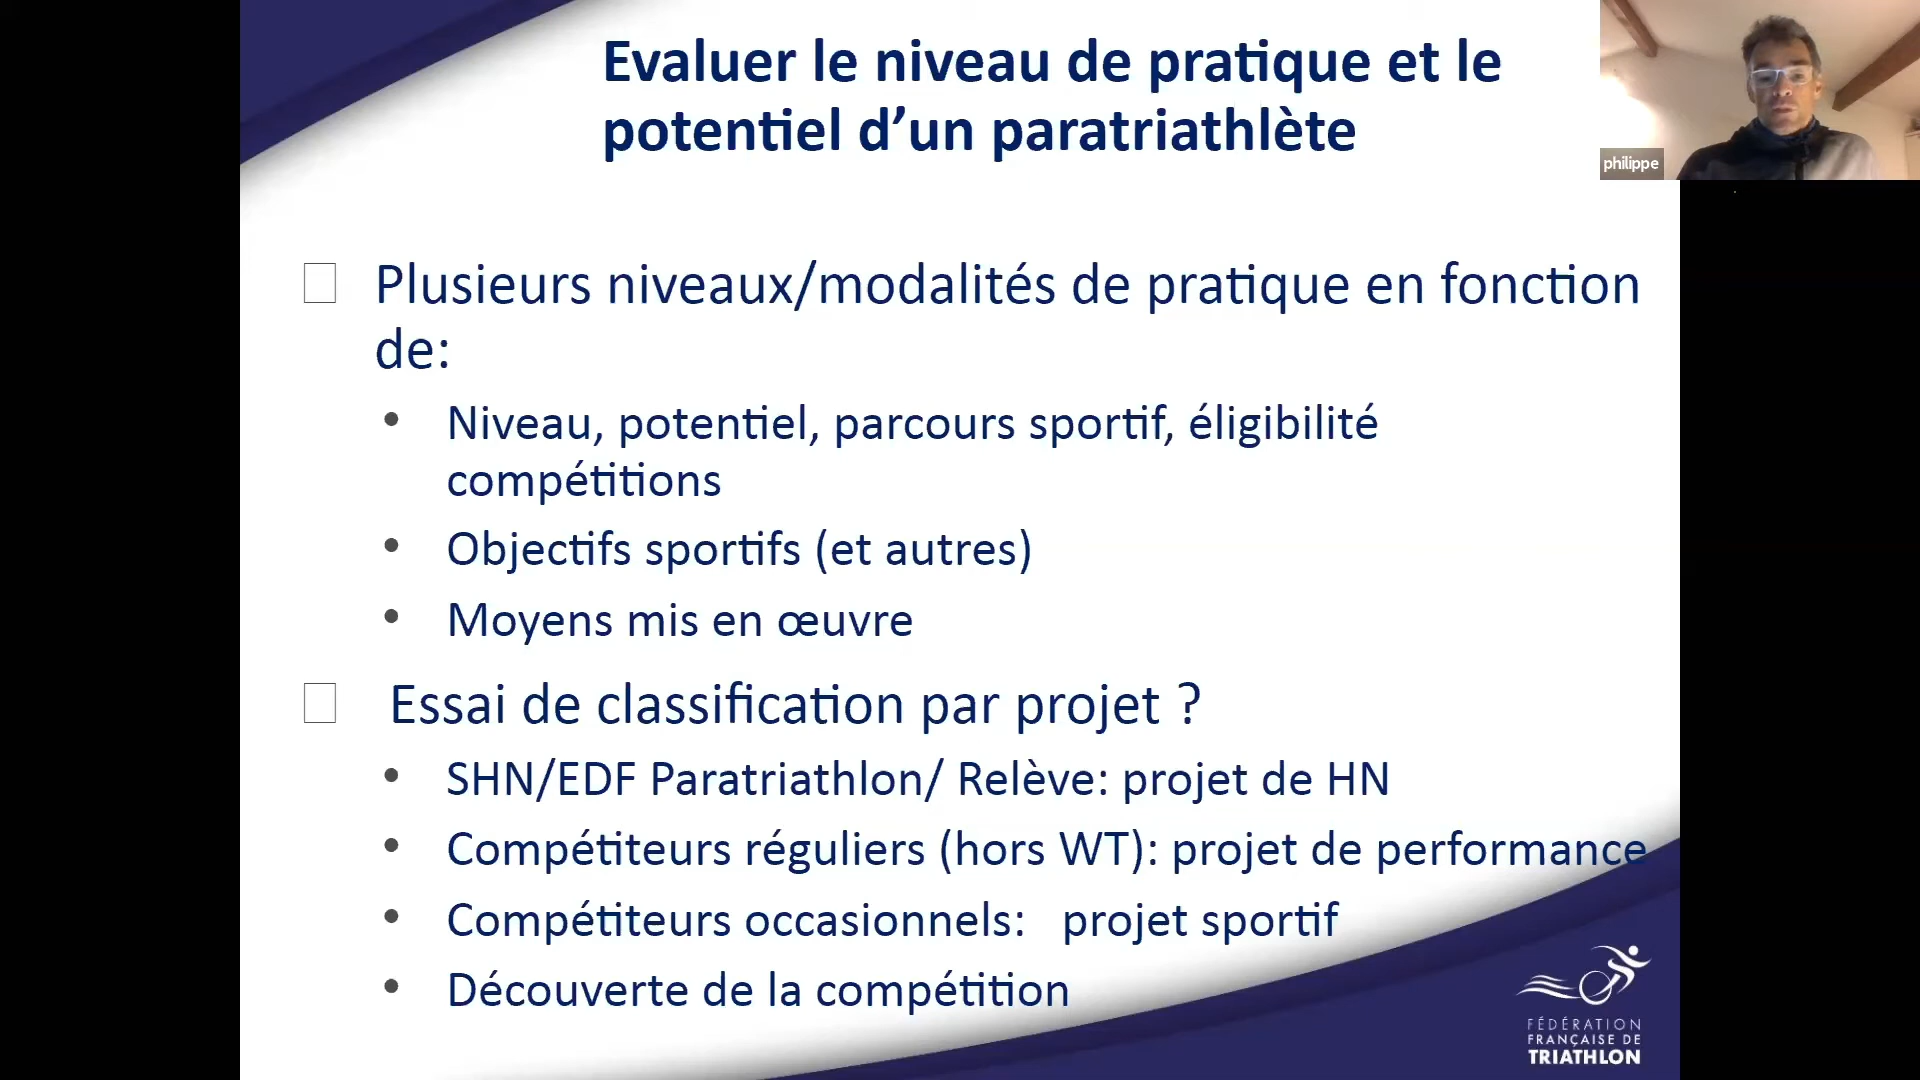 Evaluer le niveau de pratique et le
potentiel d’un paratriathlète
philippe
Plusieurs niveaux/modalités de pratique en fonction
de:
• Niveau, potentiel, parcours sportif, éligibilité
compétitions
• Objectifs sportifs (et autres)
• Moyens mis en œuvre
Essai de classification par projet ?
• SHN/EDF Paratriathlon/ Relève: projet de HN
• Compétiteurs réguliers (hors WT): projet de performance
• Compétiteurs occasionnels: projet sportif
• Découverte de la compétition
FÉDÉRATION
FRANÇAISE DE
TRIATHLON